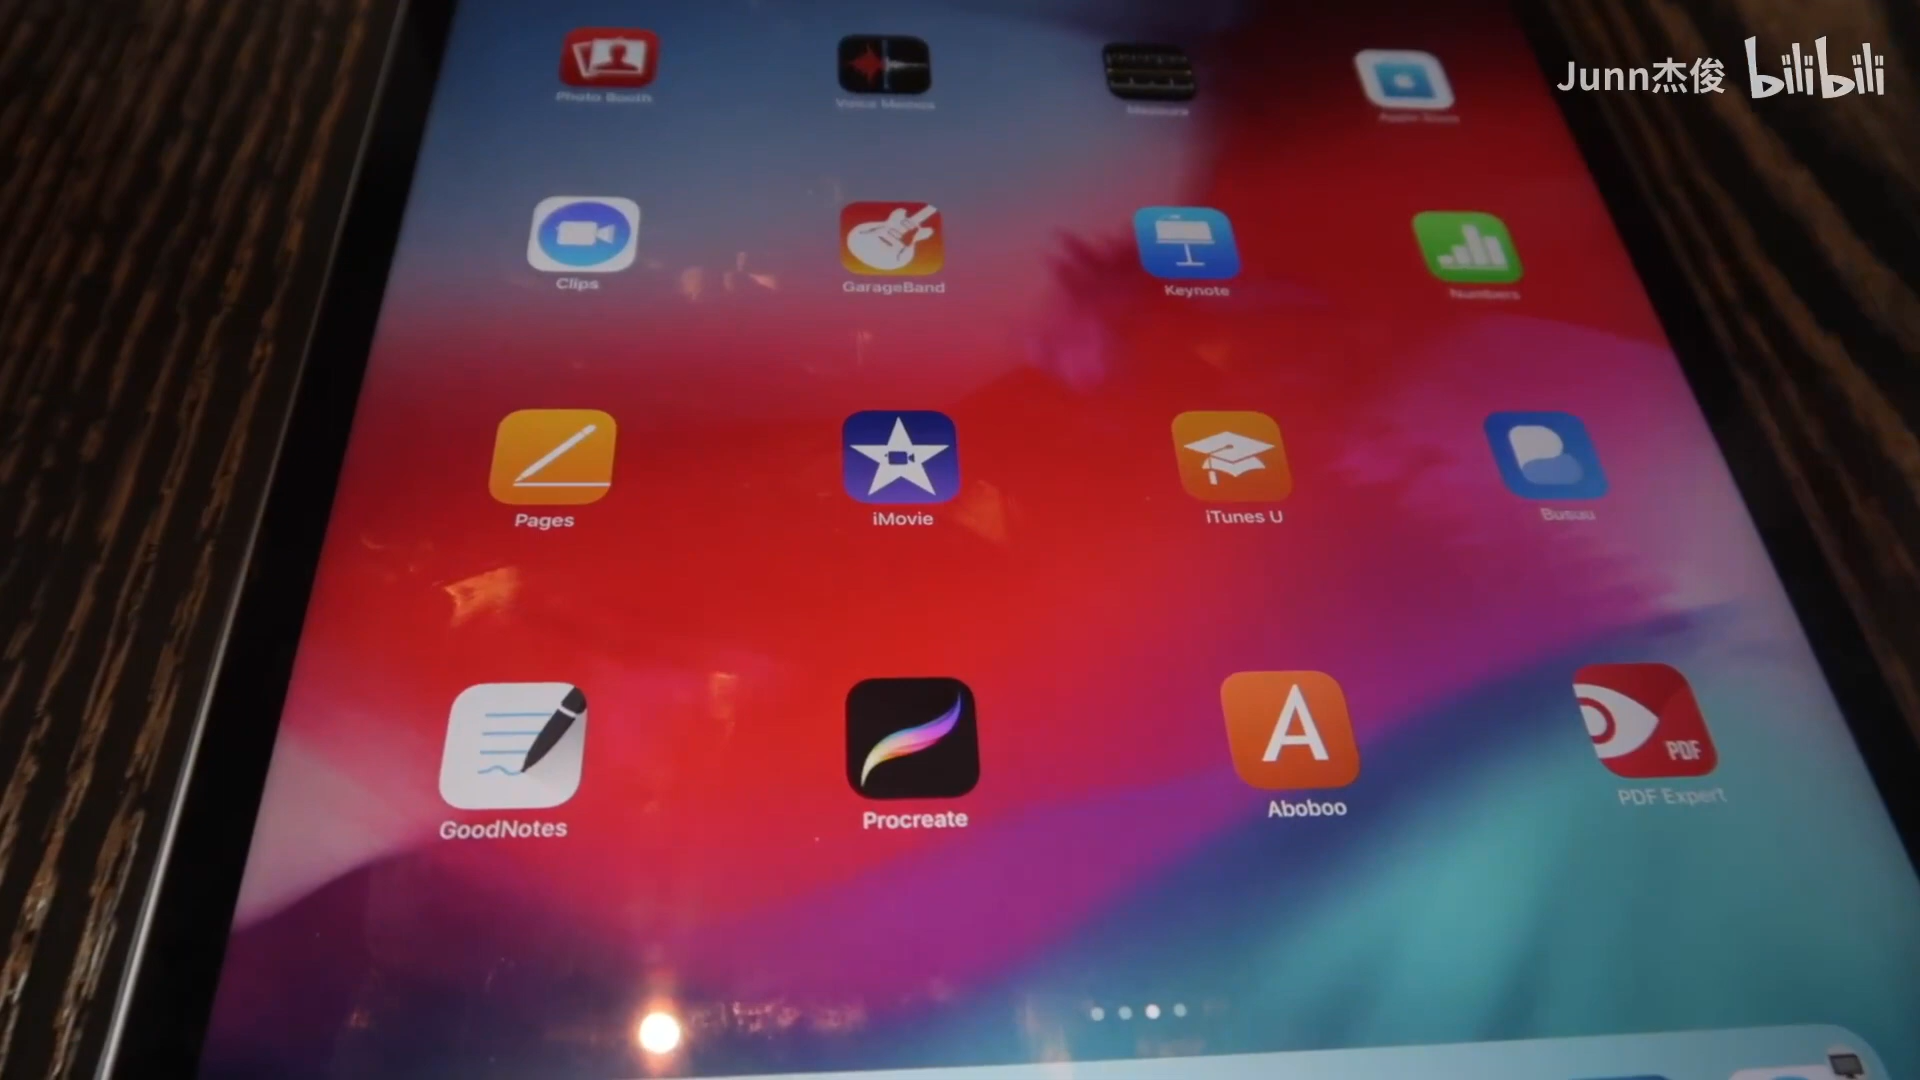 Junn杰俊 bilibili
Photo Booth
Voice Memos
Measure
Apple Store
Clips
GarageBand
Keynote
Numbers
Pages
iMovie
iTunes U
Busuu
GoodNotes
Procreate
Aboboo
PDF
PDF Expert